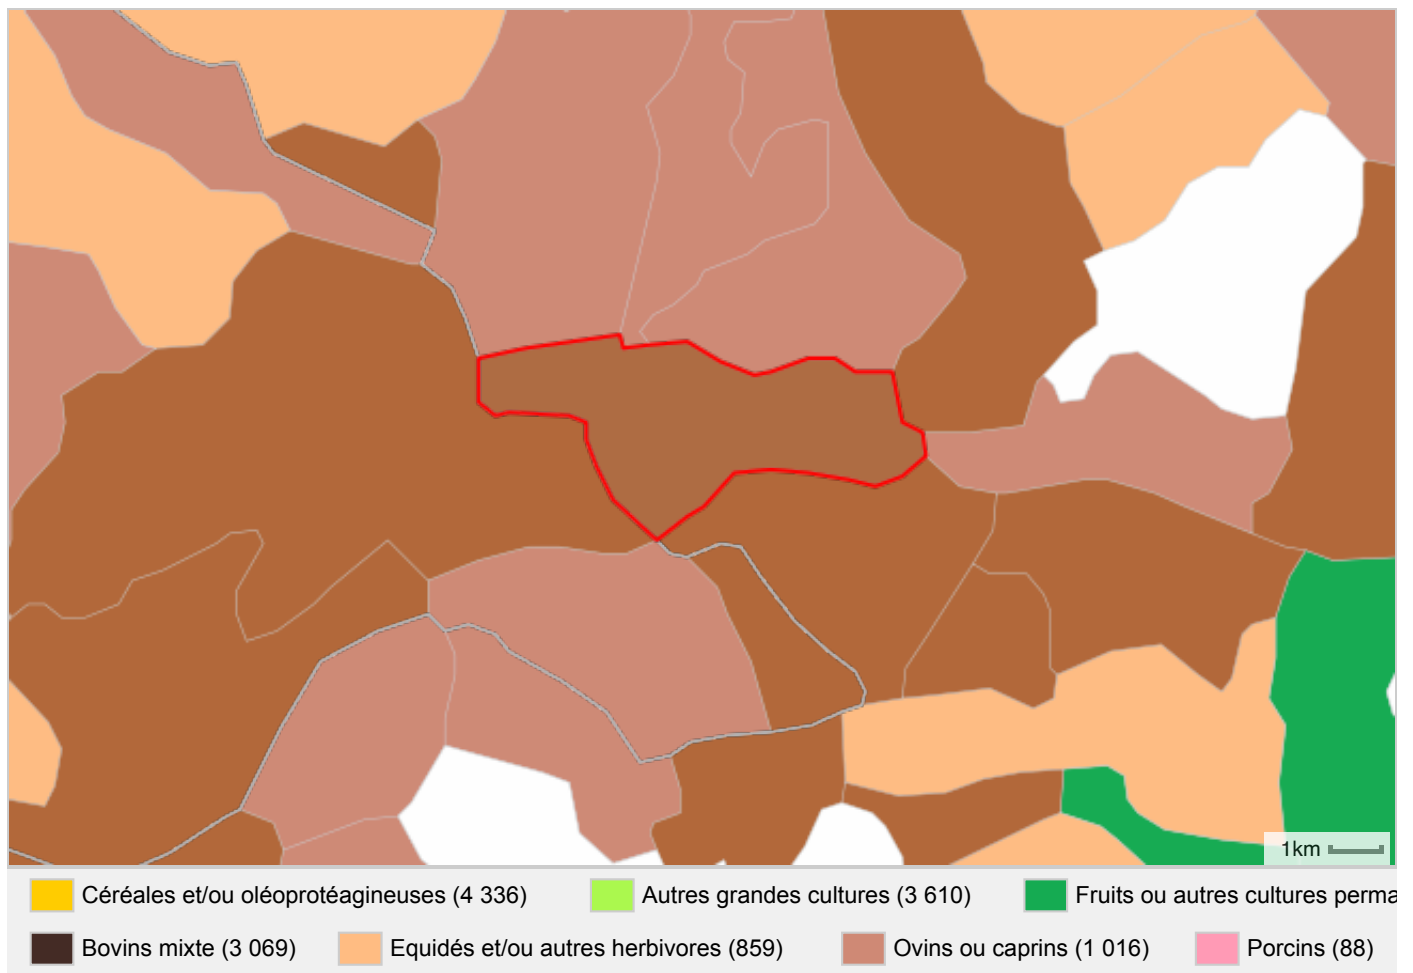 1km
Céréales et/ou oléoprotéagineuses (4 336) Autres grandes cultures (3 610) Fruits ou autres cultures perma
Bovins mixte (3 069) Equidés et/ou autres herbivores (859) Ovins ou caprins (1 016) Porcins (88)